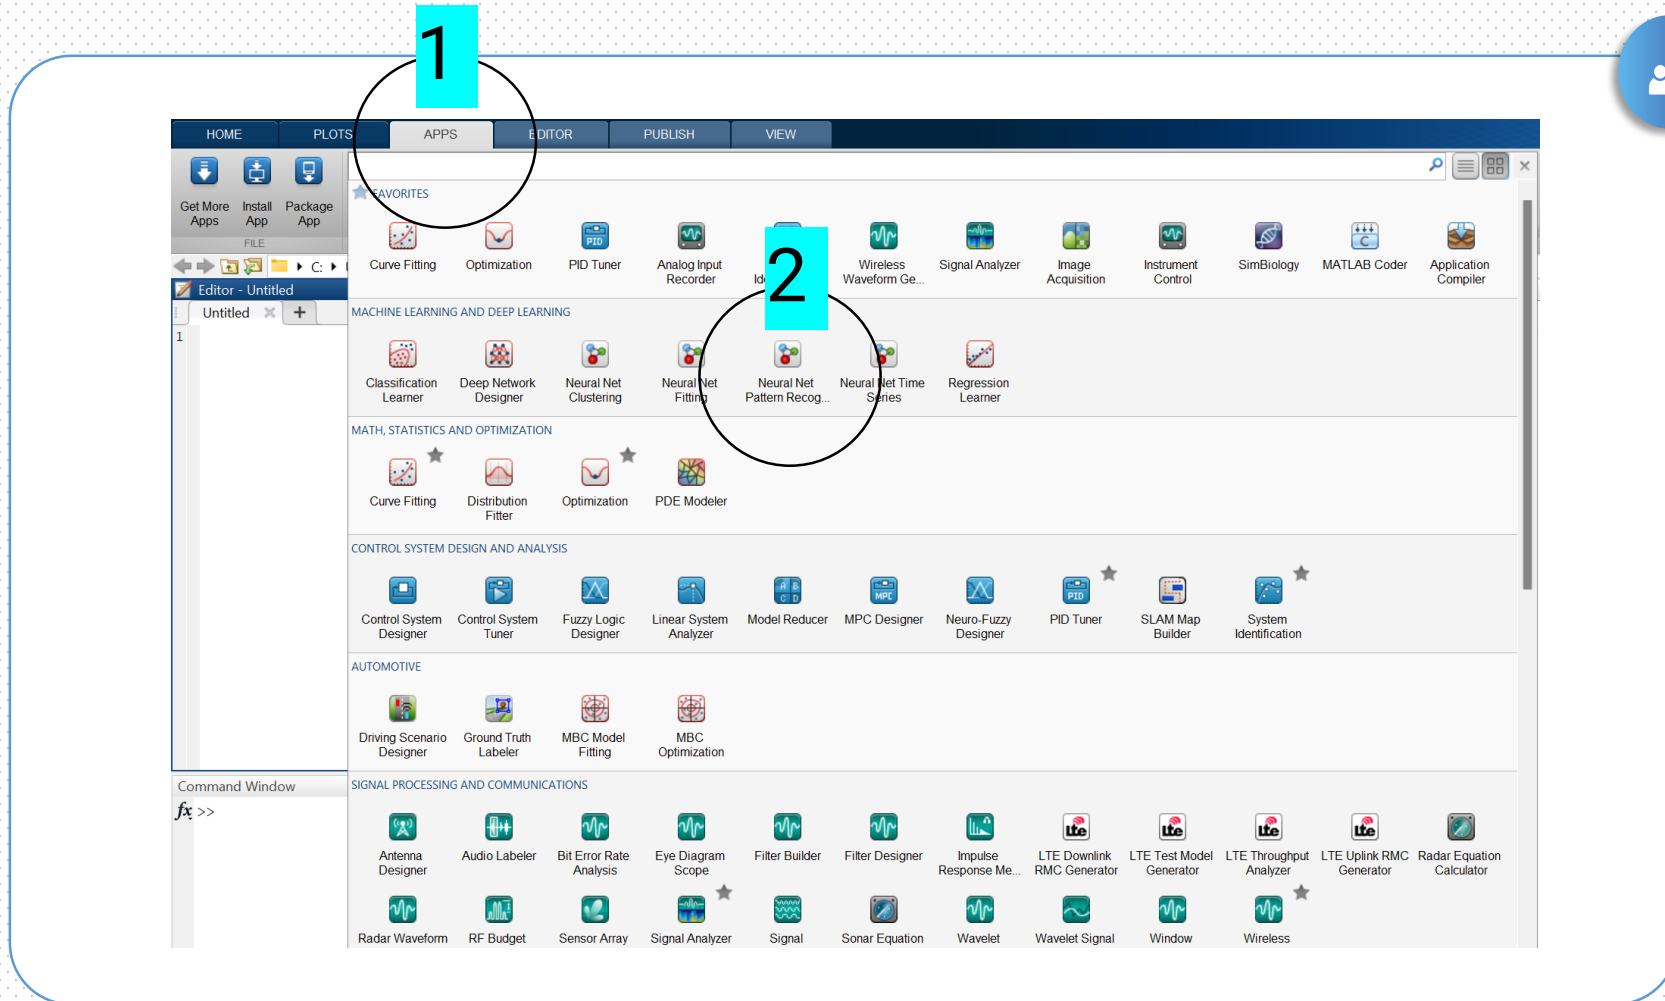 1
HOME PLOTS APPS EDITOR PUBLISH VIEW
Get More Apps
Install App
Package App
FILE
C:
Editor - Untitled
Untitled
1
FAVORITES
2
Curve Fitting
Optimization
PID Tuner
Analog Input Recorder
Wireless Waveform Ge...
Signal Analyzer
Image Acquisition
Instrument Control
SimBiology
MATLAB Coder
Application Compiler
MACHINE LEARNING AND DEEP LEARNING
Classification Learner
Deep Network Designer
Neural Net Clustering
Neural Net Fitting
Neural Net Pattern Recog...
Neural Net Time Series
Regression Learner
MATH, STATISTICS AND OPTIMIZATION
Curve Fitting
Distribution Fitter
Optimization
PDE Modeler
CONTROL SYSTEM DESIGN AND ANALYSIS
Control System Designer
Control System Tuner
Fuzzy Logic Designer
Linear System Analyzer
Model Reducer
MPC Designer
Neuro-Fuzzy Designer
PID Tuner
SLAM Map Builder
System Identification
AUTOMOTIVE
Driving Scenario Designer
Ground Truth Labeler
MBC Model Fitting
MBC Optimization
Command Window
fx >>
SIGNAL PROCESSING AND COMMUNICATIONS
Antenna Designer
Audio Labeler
Bit Error Rate Analysis
Eye Diagram Scope
Filter Builder
Filter Designer
Impulse Response Me...
LTE Downlink RMC Generator
LTE Test Model Generator
LTE Throughput Analyzer
LTE Uplink RMC Generator
Radar Equation Calculator
Radar Waveform
RF Budget
Sensor Array
Signal Analyzer
Signal
Sonar Equation
Wavelet
Wavelet Signal
Window
Wireless